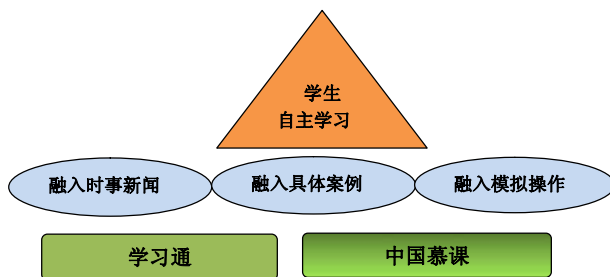 学生
自主学习
融入时事新闻
融入具体案例
融入模拟操作
学习通
中国慕课